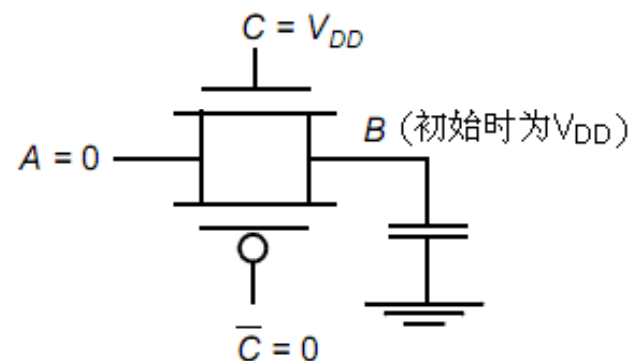 C = V_DD
B (初始时为V_DD)
A = 0
C̅ = 0